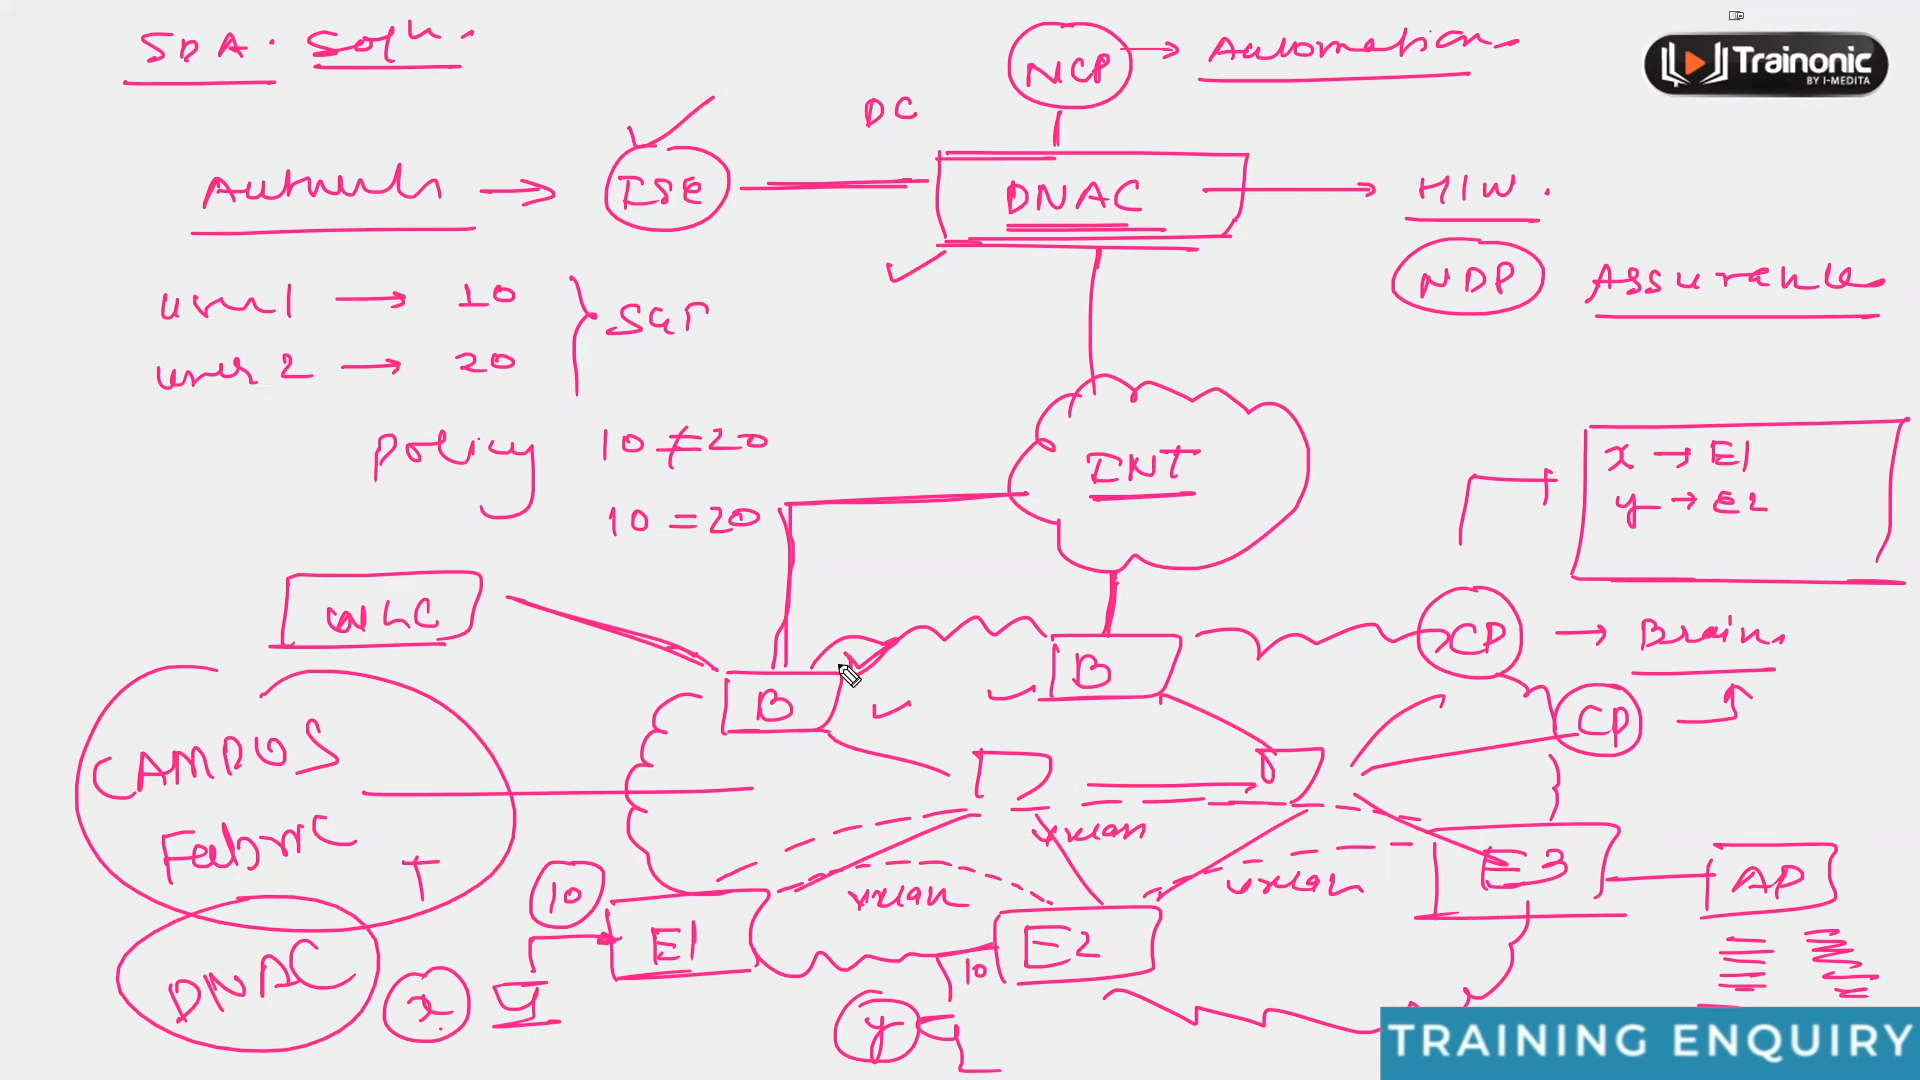 SDA. Soln.
NCP → Automation
Trainonic
BY I-MEDITA
DC
→ ISE
DNAC → H/W.
NDP Assurance
user1 → 10
user 2 → 20
} SGT
policy 10 ≠ 20
10 = 20
INT
x → E1
y → E2
WLC
CP → Brain
B
B
CP
CAMPUS
Fabric
+
DNAC
vxlan
vxlan
vxlan
10
E1
E2
E3
AP
10
x
y
TRAINING ENQUIRY